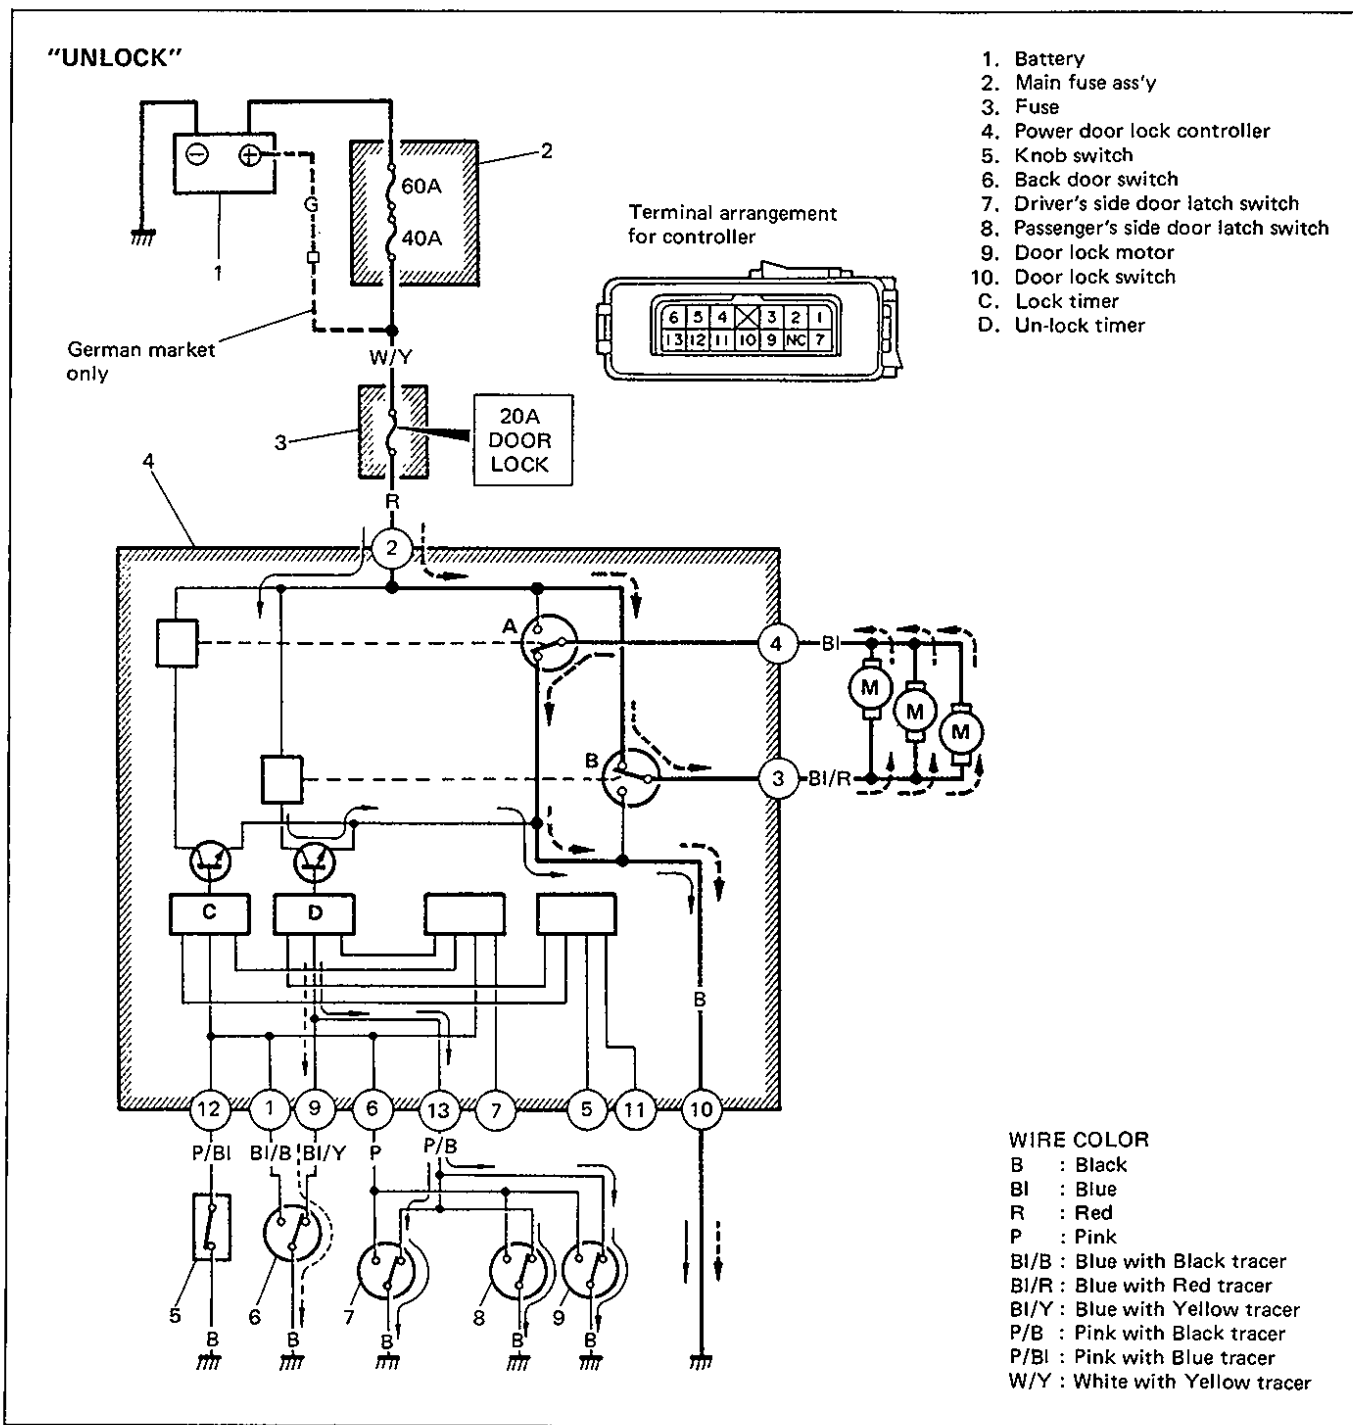 "UNLOCK"
1. Battery
2. Main fuse ass'y
3. Fuse
4. Power door lock controller
5. Knob switch
6. Back door switch
7. Driver's side door latch switch
8. Passenger's side door latch switch
9. Door lock motor
10. Door lock switch
C. Lock timer
D. Un-lock timer
60A
40A
2
G
1
German market
only
W/Y
Terminal arrangement
for controller
6 5 4 3 2 1
13 12 11 10 9 NC 7
3
20A
DOOR
LOCK
4
R
2
A
4
Bl
M
M
M
B
3
Bl/R
C
D
B
12
1
9
6
13
7
5
11
10
P/Bl
Bl/B
Bl/Y
P
P/B
5
6
7
8
9
B
B
B
B
B
WIRE COLOR
B : Black
Bl : Blue
R : Red
P : Pink
Bl/B : Blue with Black tracer
Bl/R : Blue with Red tracer
Bl/Y : Blue with Yellow tracer
P/B : Pink with Black tracer
P/Bl : Pink with Blue tracer
W/Y : White with Yellow tracer